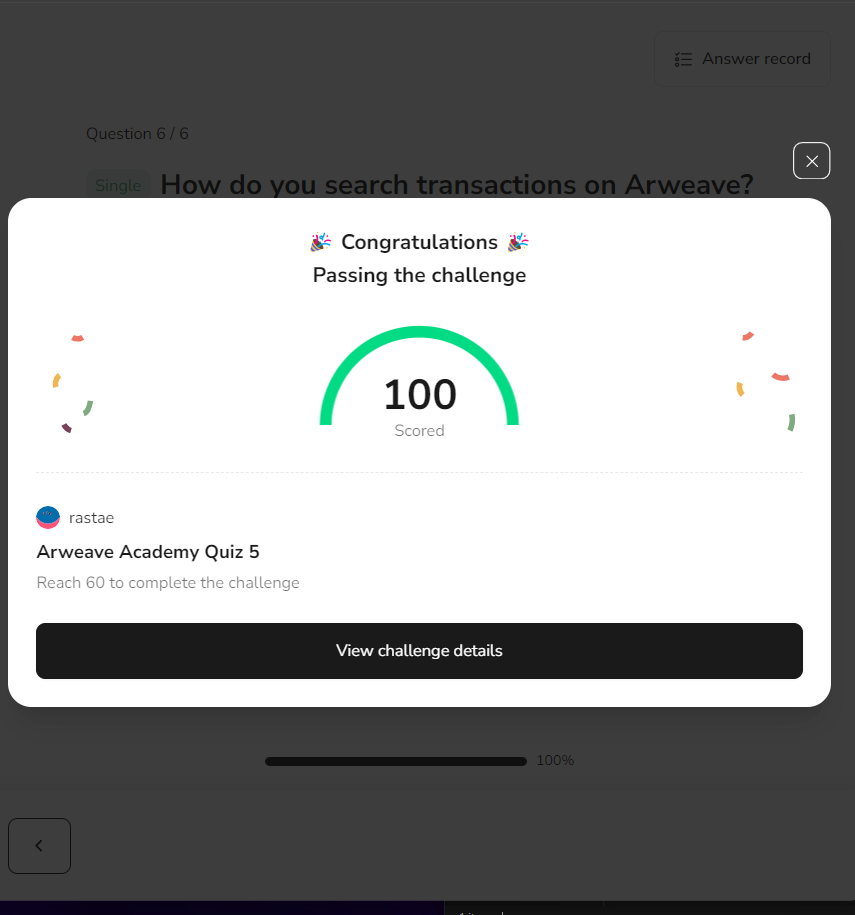 Answer record
Question 6 / 6
Single How do you search transactions on Arweave?
Congratulations
Passing the challenge
100
Scored
rastae
Arweave Academy Quiz 5
Reach 60 to complete the challenge
View challenge details
100%